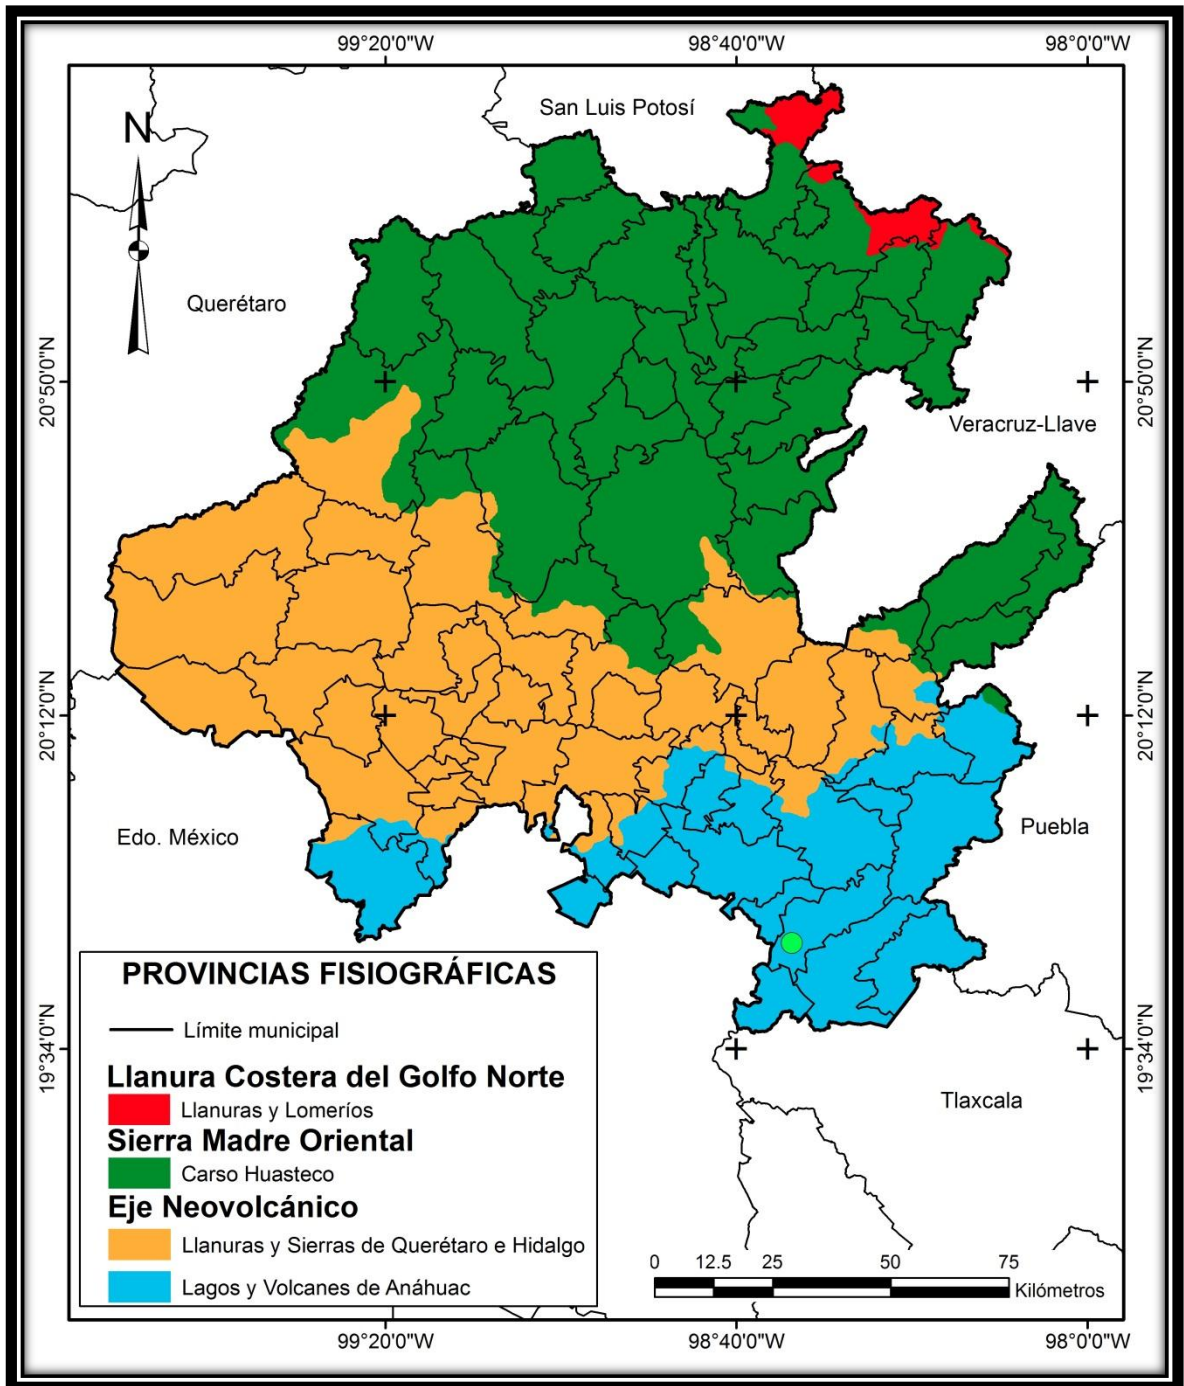 99°20'0"W
98°40'0"W
98°0'0"W
San Luis Potosí
N
Querétaro
20°50'0"N
20°50'0"N
Veracruz-Llave
20°12'0"N
20°12'0"N
Edo. México
Puebla
PROVINCIAS FISIOGRÁFICAS
Límite municipal
19°34'0"N
19°34'0"N
Llanura Costera del Golfo Norte
Llanuras y Lomeríos
Tlaxcala
Sierra Madre Oriental
Carso Huasteco
Eje Neovolcánico
Llanuras y Sierras de Querétaro e Hidalgo
Lagos y Volcanes de Anáhuac
0 12.5 25 50 75
Kilómetros
99°20'0"W
98°40'0"W
98°0'0"W